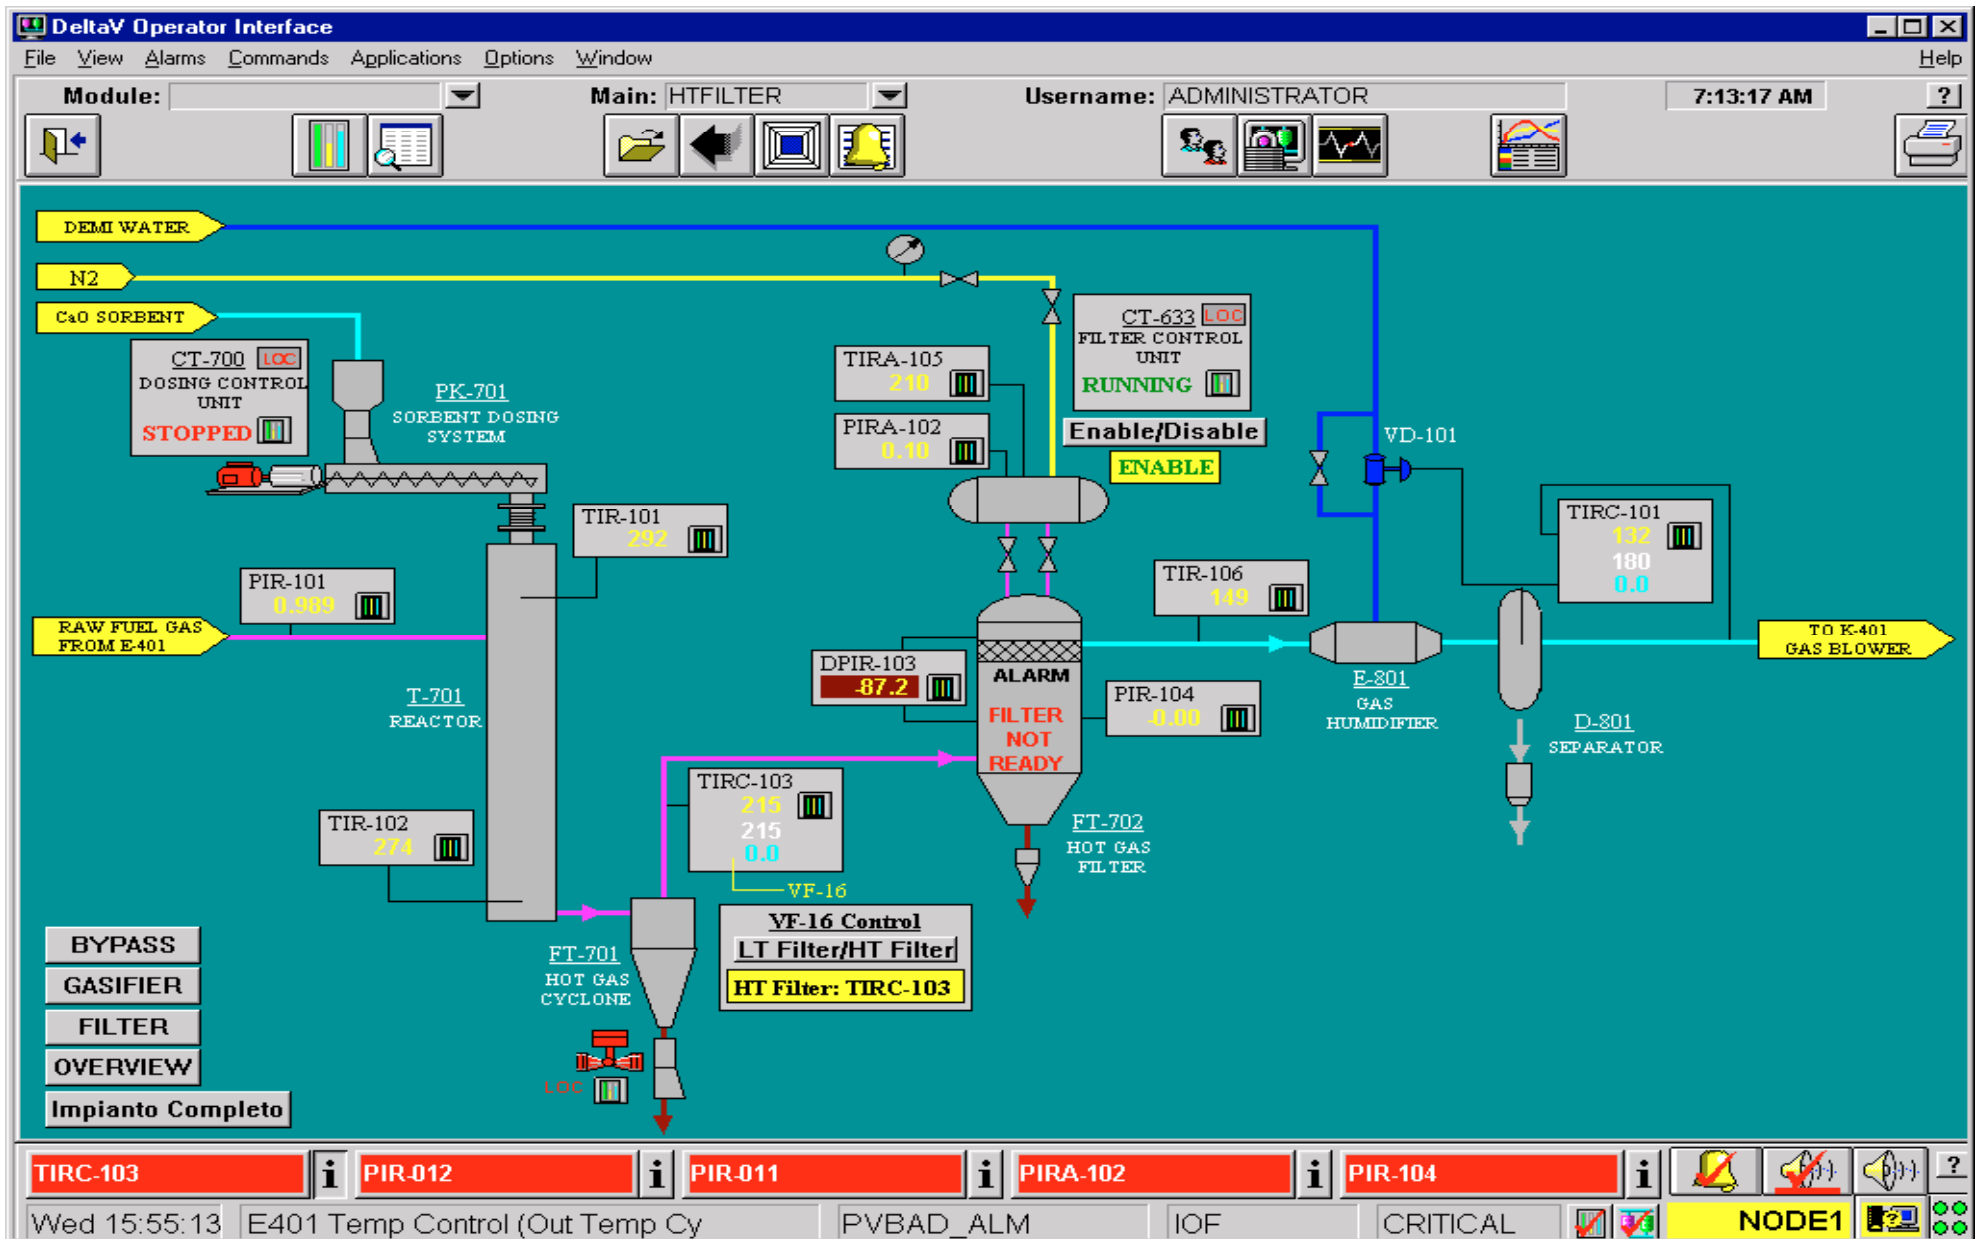 DeltaV Operator Interface
File View Alarms Commands Applications Options Window Help
Module: Main: HTFILTER Username: ADMINISTRATOR 7:13:17 AM ?
DEMI WATER
N2
CaO SORBENT
CT-700 LOC
DOSING CONTROL
UNIT
STOPPED
PK-701
SORBENT DOSING
SYSTEM
TIRA-105
210
PIRA-102
0.10
CT-633 LOC
FILTER CONTROL
UNIT
RUNNING
Enable/Disable
ENABLE
VD-101
TIRC-101
132
180
0.0
TIR-101
292
PIR-101
0.989
RAW FUEL GAS
FROM E-401
T-701
REACTOR
TIR-106
149
TO K-401
GAS BLOWER
DPIR-103
-87.2
ALARM
FILTER
NOT
READY
PIR-104
-0.00
E-801
GAS
HUMIDIFIER
D-801
SEPARATOR
TIRC-103
215
215
0.0
VF-16
TIR-102
274
FT-702
HOT GAS
FILTER
VF-16 Control
LT Filter/HT Filter
HT Filter: TIRC-103
FT-701
HOT GAS
CYCLONE
LOC
BYPASS
GASIFIER
FILTER
OVERVIEW
Impianto Completo
TIRC-103 i PIR-012 i PIR-011 i PIRA-102 i PIR-104 i ?
Wed 15:55:13 E401 Temp Control (Out Temp Cy PVBAD_ALM IOF CRITICAL NODE1 ?